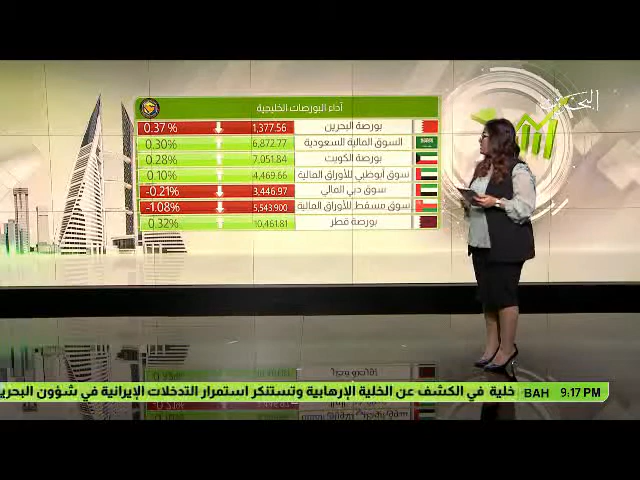 البحرين
أداء البورصات الخليجية
بورصة البحرين 1,377.56 0.37%
السوق المالية السعودية 6,872.77 0.30%
بورصة الكويت 7,051.84 0.28%
سوق أبوظبي للأوراق المالية 4,469.66 0.10%
سوق دبي المالي 3,446.97 -0.21%
سوق مسقط للأوراق المالية 5,543.900 -1.08%
بورصة قطر 10,461.81 0.32%
خلية في الكشف عن الخلية الإرهابية وتستنكر استمرار التدخلات الإيرانية في شؤون البحري
BAH 9:17 PM